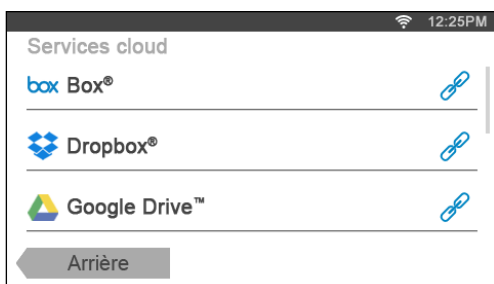 12:25PM
Services cloud
box Box®
Dropbox®
Google Drive™
Arrière